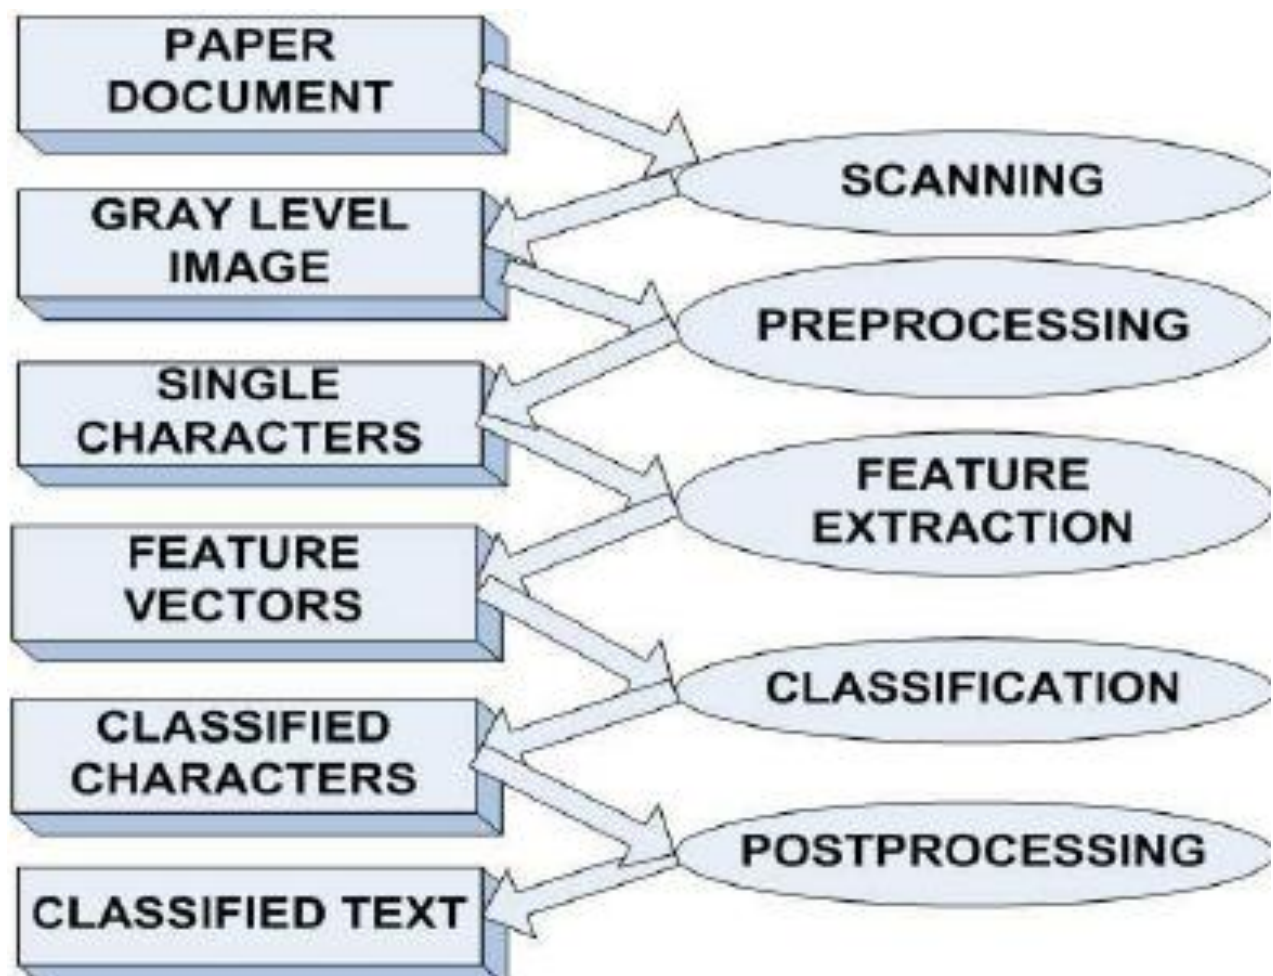 PAPER
DOCUMENT
SCANNING
GRAY LEVEL
IMAGE
PREPROCESSING
SINGLE
CHARACTERS
FEATURE
EXTRACTION
FEATURE
VECTORS
CLASSIFICATION
CLASSIFIED
CHARACTERS
POSTPROCESSING
CLASSIFIED TEXT